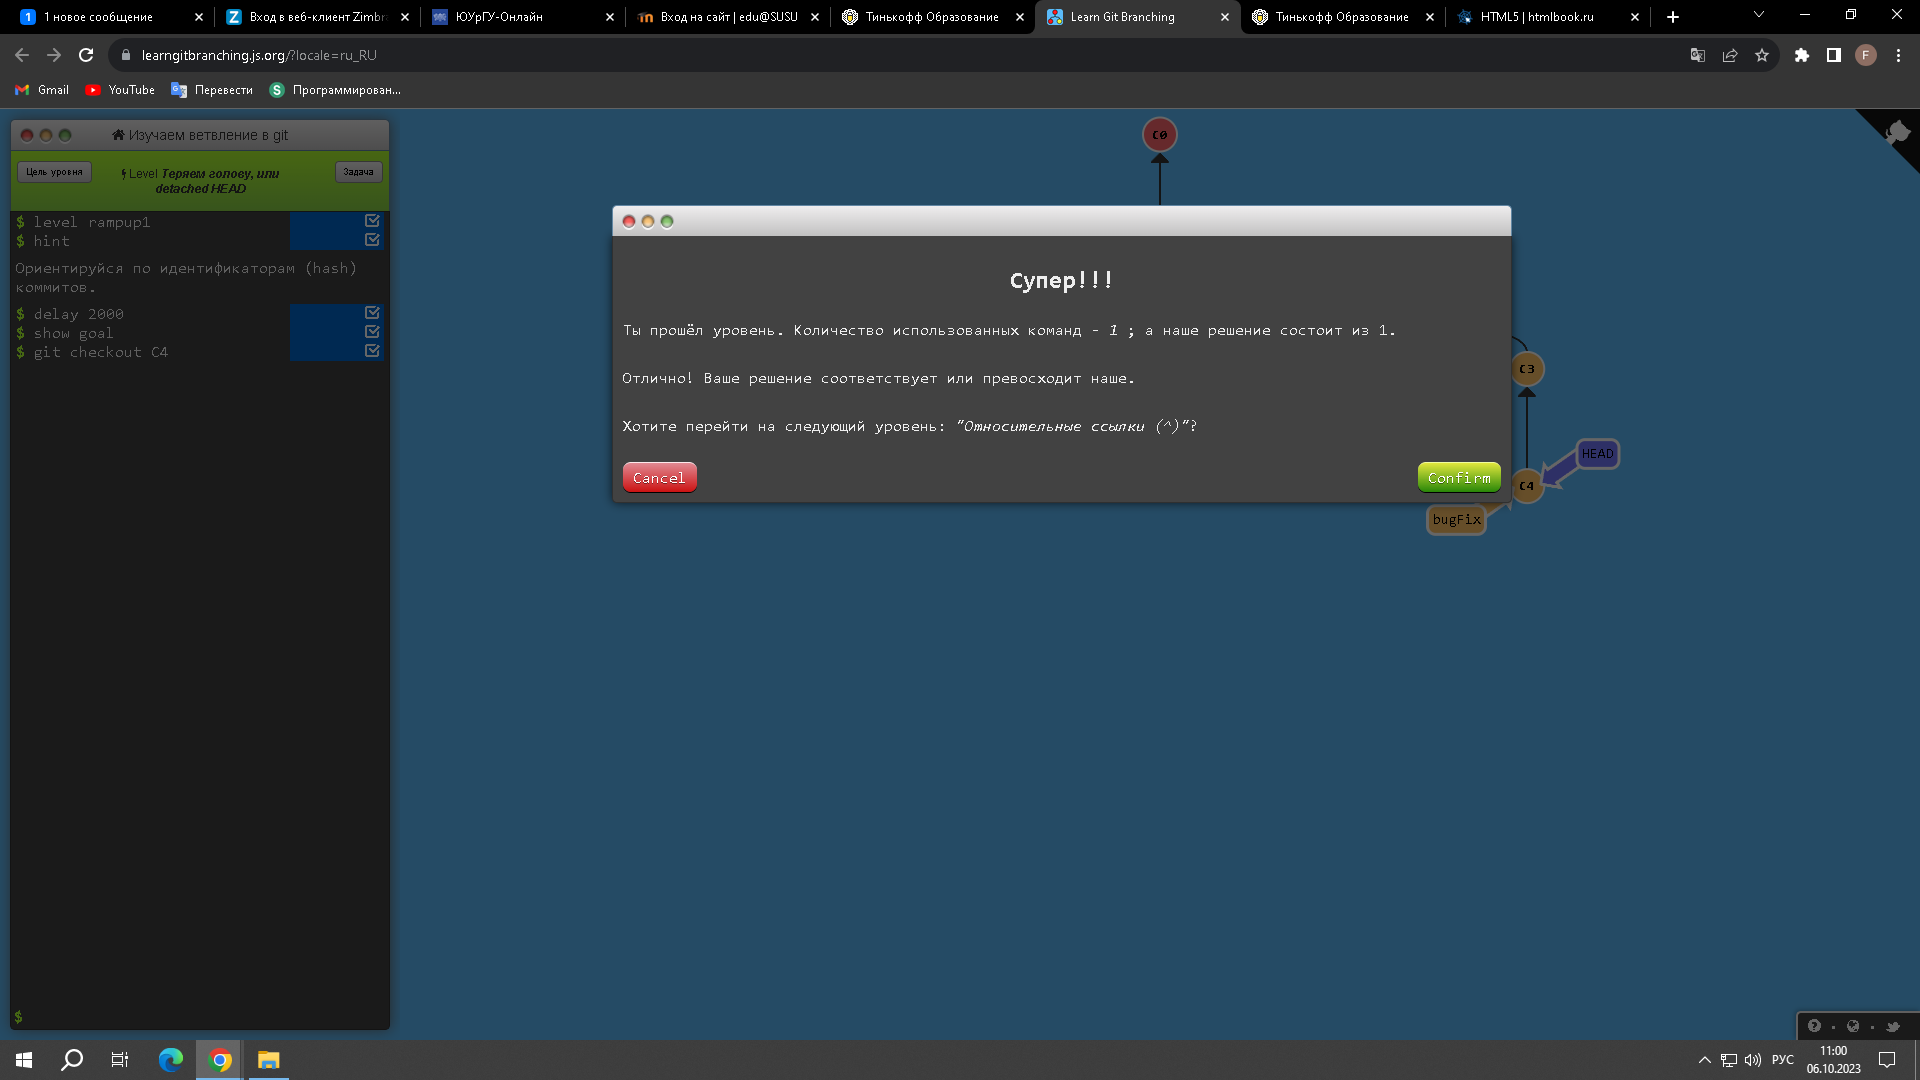 1 новое сообщение
Вход в веб-клиент Zimbr
ЮУрГУ-Онлайн
Вход на сайт | edu@SUSU
Тинькофф Образование
Learn Git Branching
Тинькофф Образование
HTML5 | htmlbook.ru
learngitbranching.js.org/?locale=ru_RU
F
Gmail
YouTube
Перевести
Программирован...
Изучаем ветвление в git
Цель уровня
Level Теряем голову, или
detached HEAD
Задача
$ level rampup1
$ hint
Ориентируйся по идентификаторам (hash)
коммитов.
$ delay 2000
$ show goal
$ git checkout C4
$
C0
Супер!!!
Ты прошёл уровень. Количество использованных команд - 1 ; а наше решение состоит из 1.
Отлично! Ваше решение соответствует или превосходит наше.
Хотите перейти на следующий уровень: "Относительные ссылки (^)"?
Cancel
Confirm
C3
HEAD
C4
bugFix
РУС
11:00
06.10.2023